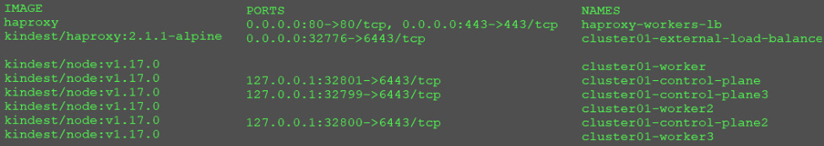 IMAGE PORTS NAMES
haproxy 0.0.0.0:80->80/tcp, 0.0.0.0:443->443/tcp haproxy-workers-lb
kindest/haproxy:2.1.1-alpine 0.0.0.0:32776->6443/tcp cluster01-external-load-balance
kindest/node:v1.17.0 cluster01-worker
kindest/node:v1.17.0 127.0.0.1:32801->6443/tcp cluster01-control-plane
kindest/node:v1.17.0 127.0.0.1:32799->6443/tcp cluster01-control-plane3
kindest/node:v1.17.0 cluster01-worker2
kindest/node:v1.17.0 127.0.0.1:32800->6443/tcp cluster01-control-plane2
kindest/node:v1.17.0 cluster01-worker3